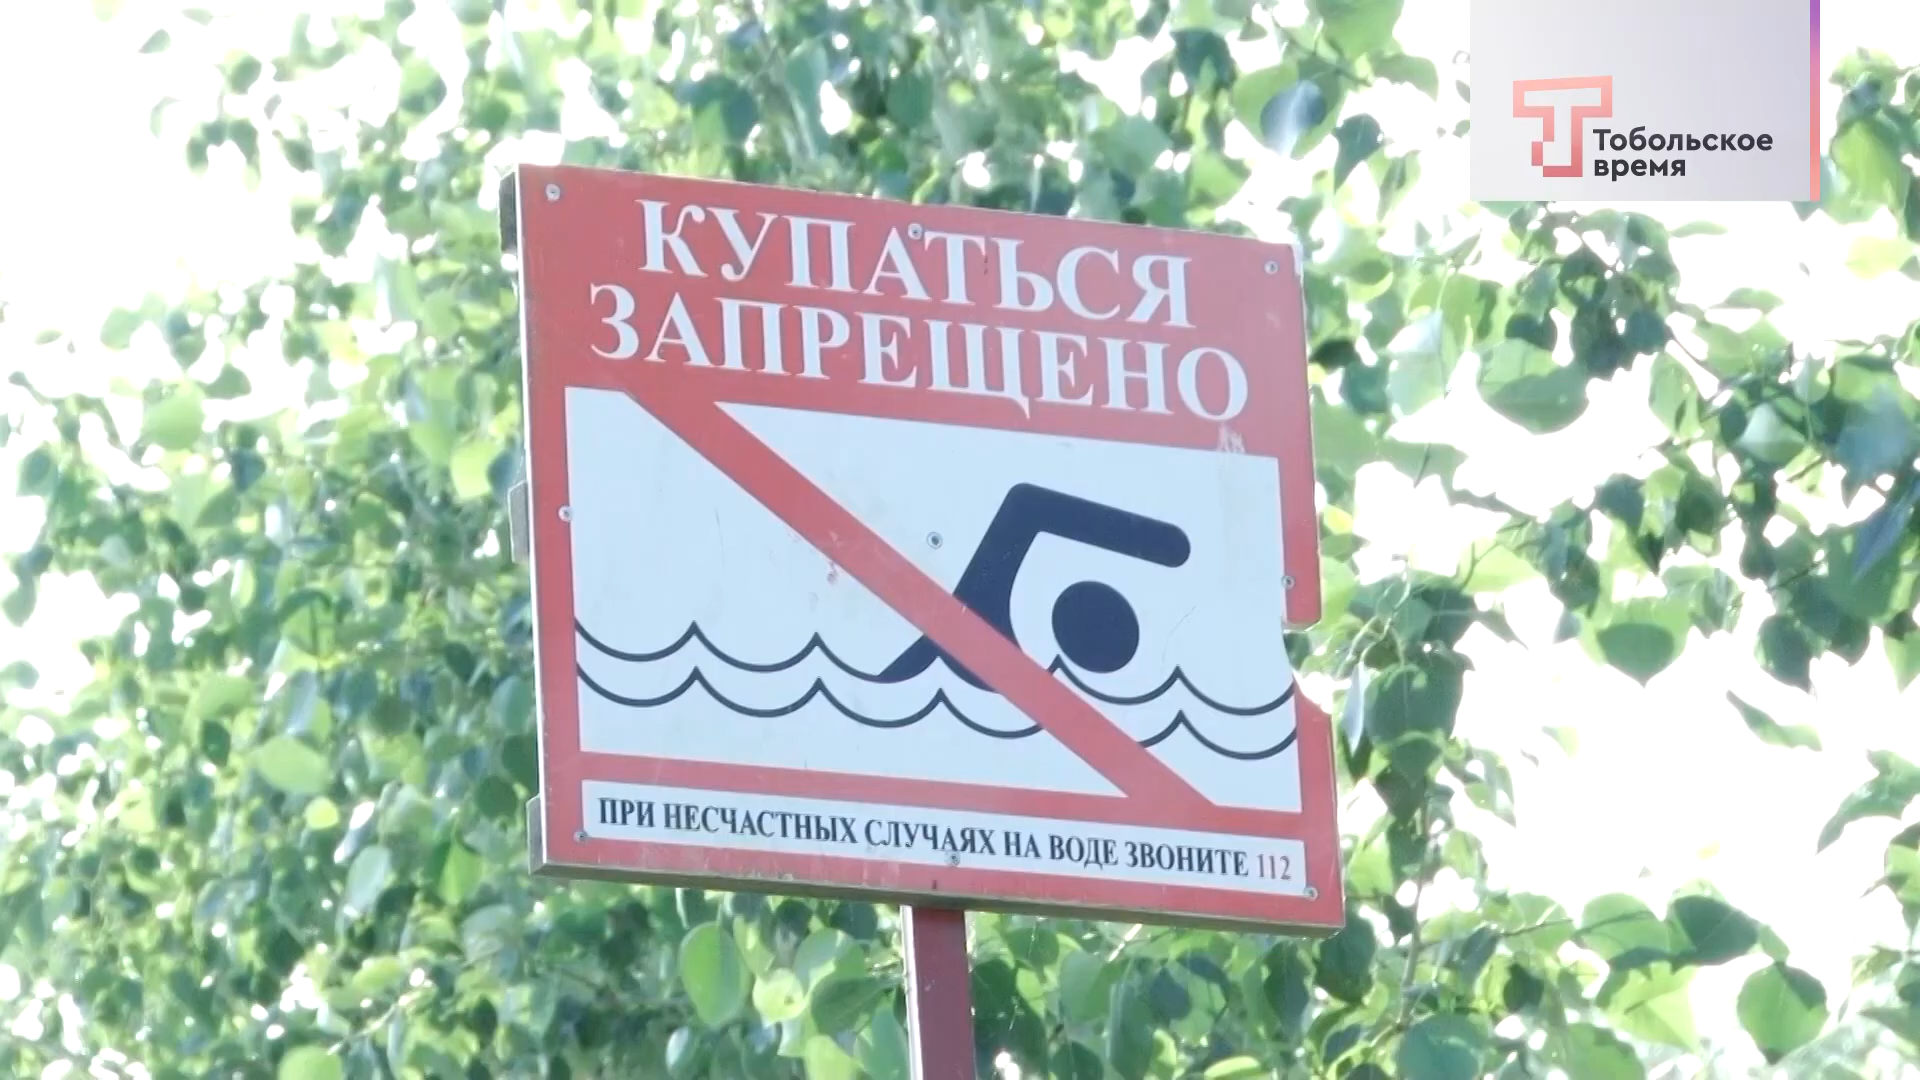 Тобольское
время
КУПАТЬСЯ
ЗАПРЕЩЕНО
ПРИ НЕСЧАСТНЫХ СЛУЧАЯХ НА ВОДЕ ЗВОНИТЕ 112